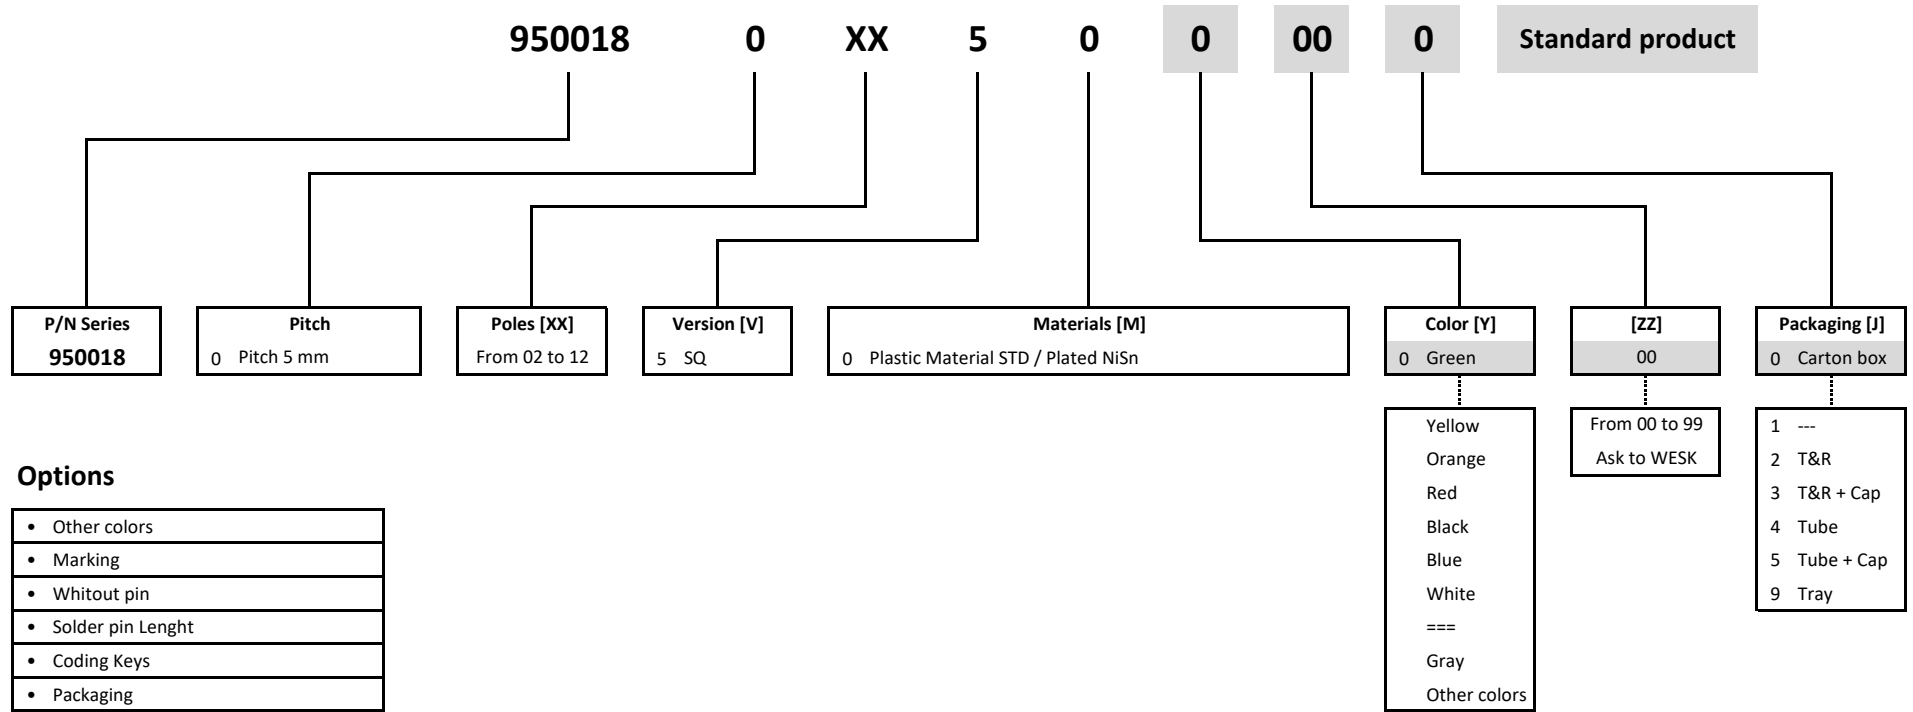 950018 0 XX 5 0 0 00 0 Standard product
P/N Series
950018
Pitch
0 Pitch 5 mm
Poles [XX]
From 02 to 12
Version [V]
5 SQ
Materials [M]
0 Plastic Material STD / Plated NiSn
Color [Y]
0 Green
Yellow
Orange
Red
Black
Blue
White
===
Gray
Other colors
[ZZ]
00
From 00 to 99
Ask to WESK
Packaging [J]
0 Carton box
1 ---
2 T&R
3 T&R + Cap
4 Tube
5 Tube + Cap
9 Tray
Options
• Other colors
• Marking
• Whitout pin
• Solder pin Lenght
• Coding Keys
• Packaging